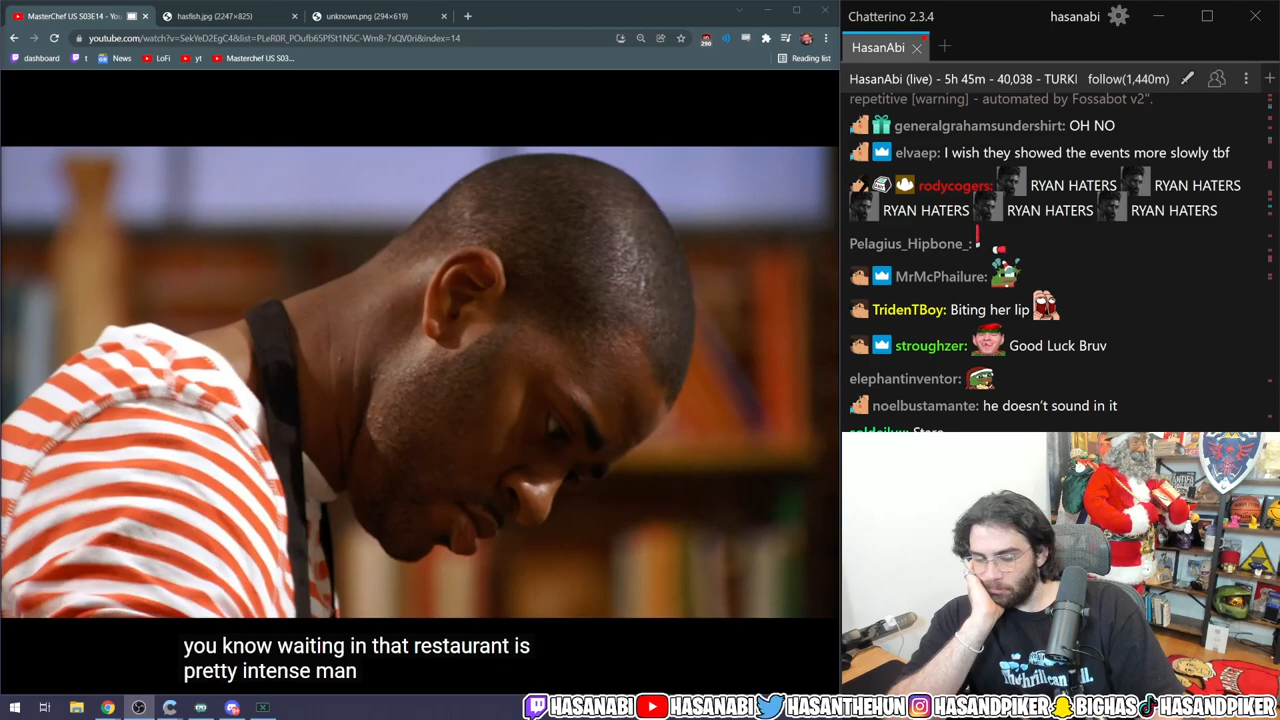 MasterChef US S03E14 - You
hasfish.jpg (2247×825)
unknown.png (294×619)
youtube.com/watch?v=SekYeD2EgC4&list=PLeR0R_POufb65PfSt1N5C-Wm8-7sQV0ri&index=14
dashboard
t
News
LoFi
yt
Masterchef US S03...
Reading list
you know waiting in that restaurant is
pretty intense man
Chatterino 2.3.4
hasanabi
HasanAbi
HasanAbi (live) - 5h 45m - 40,038 - TURKI
follow(1,440m)
repetitive [warning] - automated by Fossabot v2".
generalgrahamsundershirt: OH NO
elvaep: I wish they showed the events more slowly tbf
rodycogers: RYAN HATERS RYAN HATERS
RYAN HATERS RYAN HATERS RYAN HATERS
Pelagius_Hipbone_:
MrMcPhailure:
TridenTBoy: Biting her lip
stroughzer: Good Luck Bruv
elephantinventor:
noelbustamante: he doesn't sound in it
HASANABI HASANABI HASANTHEHUN HASANDPIKER BIGHAS HASANDPIKER